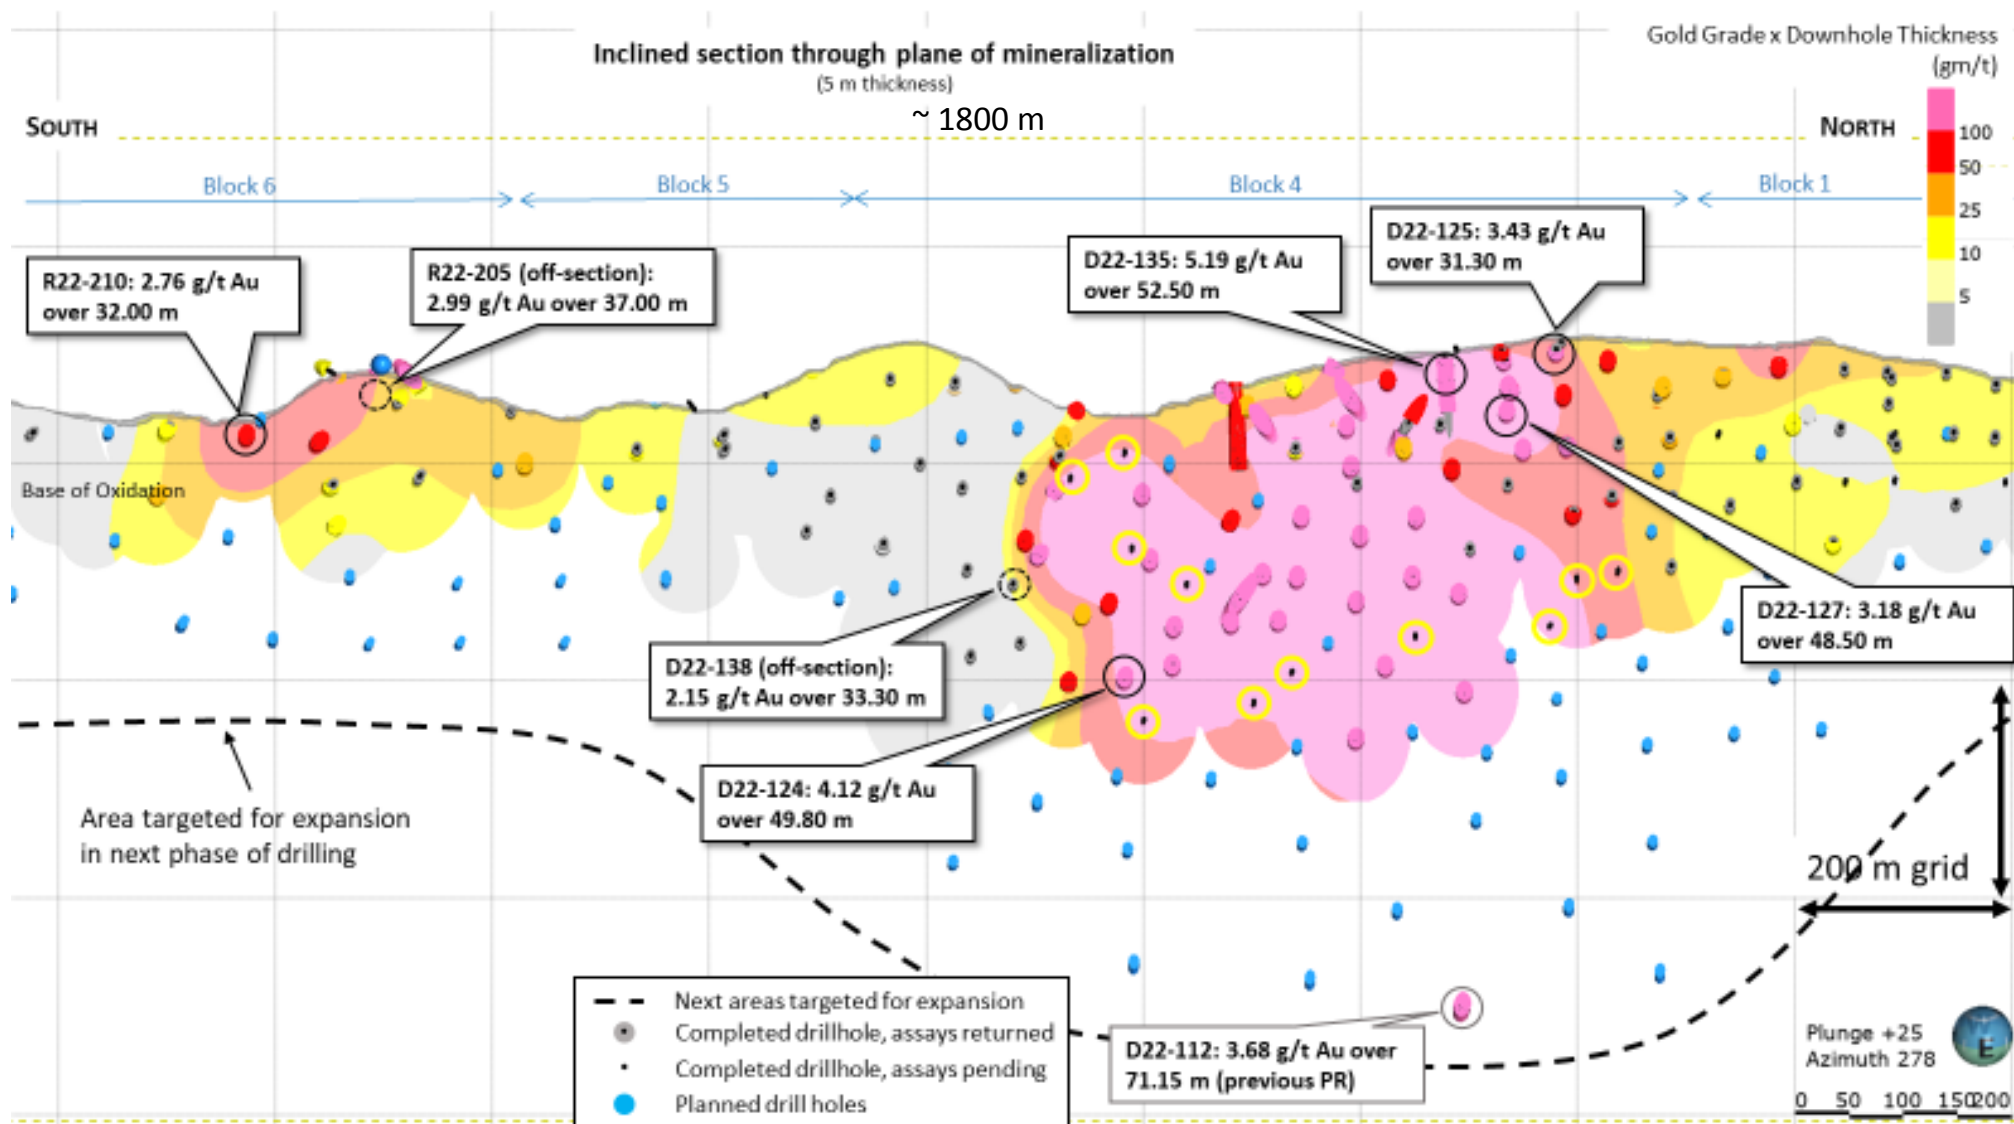 Inclined section through plane of mineralization
(5 m thickness)
~ 1800 m
Gold Grade x Downhole Thickness
(gm/t)
SOUTH
NORTH
100
50
25
10
5
Block 6
Block 5
Block 4
Block 1
R22-210: 2.76 g/t Au
over 32.00 m
R22-205 (off-section):
2.99 g/t Au over 37.00 m
D22-135: 5.19 g/t Au
over 52.50 m
D22-125: 3.43 g/t Au
over 31.30 m
Base of Oxidation
D22-138 (off-section):
2.15 g/t Au over 33.30 m
D22-127: 3.18 g/t Au
over 48.50 m
D22-124: 4.12 g/t Au
over 49.80 m
Area targeted for expansion
in next phase of drilling
200 m grid
Next areas targeted for expansion
Completed drillhole, assays returned
Completed drillhole, assays pending
Planned drill holes
D22-112: 3.68 g/t Au over
71.15 m (previous PR)
Plunge +25
Azimuth 278
E
0 50 100 150 200